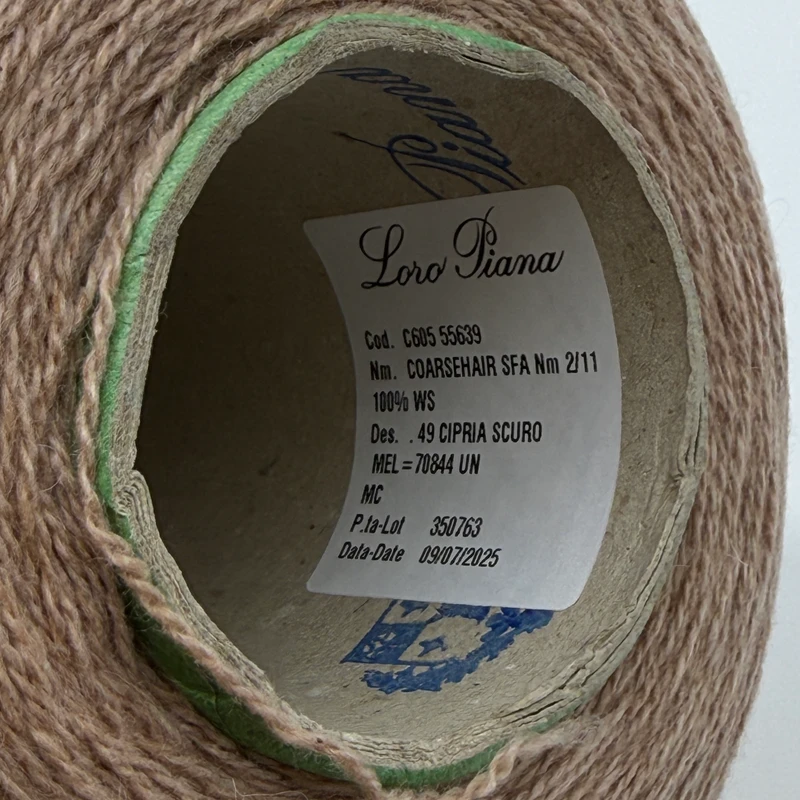 Piana
Loro Piana
Cod. C605 55639
Nm. COARSEHAIR SFA Nm 2/11
100% WS
Des. . 49 CIPRIA SCURO
MEL=70844 UN
MC
P.ta-Lot 350763
Data-Date 09/07/2025